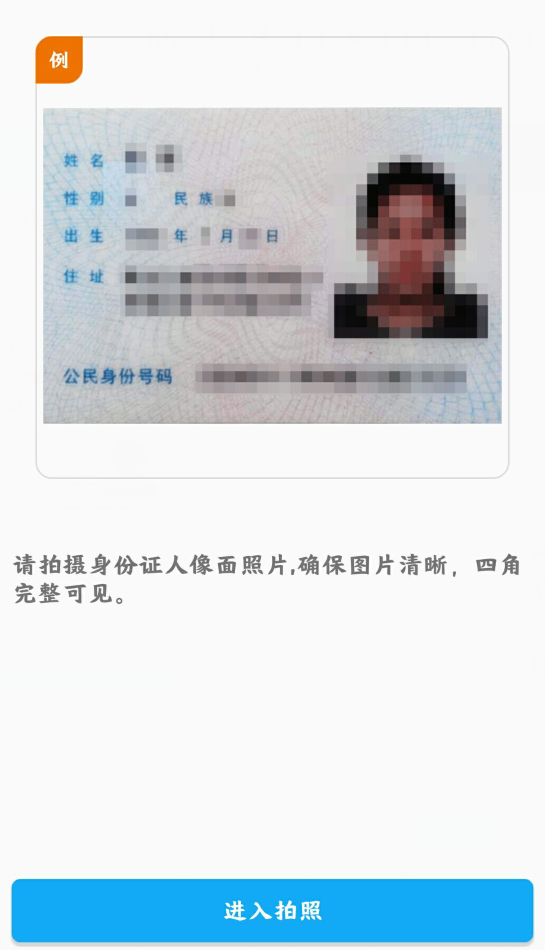 例
姓名
性别 民族
出生 年 月 日
住址
公民身份号码
请拍摄身份证人像面照片,确保图片清晰，四角
完整可见。
进入拍照